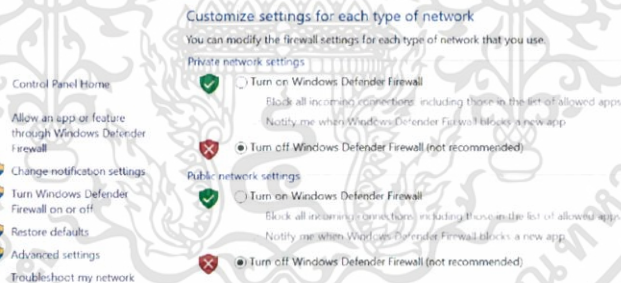 Customize settings for each type of network
You can modify the firewall settings for each type of network that you use.
Private network settings
Turn on Windows Defender Firewall
Block all incoming connections, including those in the list of allowed apps
Notify me when Windows Defender Firewall blocks a new app
Turn off Windows Defender Firewall (not recommended)
Public network settings
Turn on Windows Defender Firewall
Block all incoming connections, including those in the list of allowed apps
Notify me when Windows Defender Firewall blocks a new app
Turn off Windows Defender Firewall (not recommended)
Control Panel Home
Allow an app or feature
through Windows Defender
Firewall
Change notification settings
Turn Windows Defender
Firewall on or off
Restore defaults
Advanced settings
Troubleshoot my network